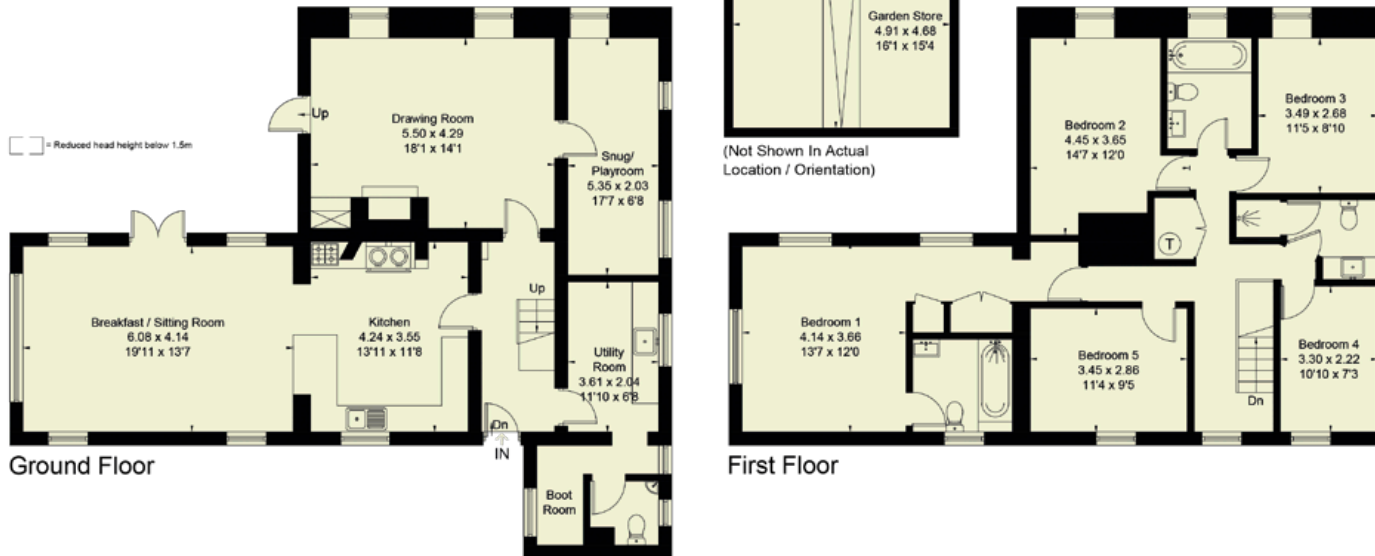 = Reduced head height below 1.5m
Up
Drawing Room
5.50 x 4.29
18'1 x 14'1
Snug/
Playroom
5.35 x 2.03
17'7 x 6'8
Breakfast / Sitting Room
6.08 x 4.14
19'11 x 13'7
Kitchen
4.24 x 3.55
13'11 x 11'8
Up
Utility
Room
3.61 x 2.04
11'10 x 6'8
Dn
IN
Boot
Room
Ground Floor
Garden Store
4.91 x 4.68
16'1 x 15'4
(Not Shown In Actual
Location / Orientation)
Bedroom 2
4.45 x 3.65
14'7 x 12'0
Bedroom 3
3.49 x 2.68
11'5 x 8'10
T
Bedroom 1
4.14 x 3.66
13'7 x 12'0
Bedroom 5
3.45 x 2.86
11'4 x 9'5
Bedroom 4
3.30 x 2.22
10'10 x 7'3
Dn
First Floor